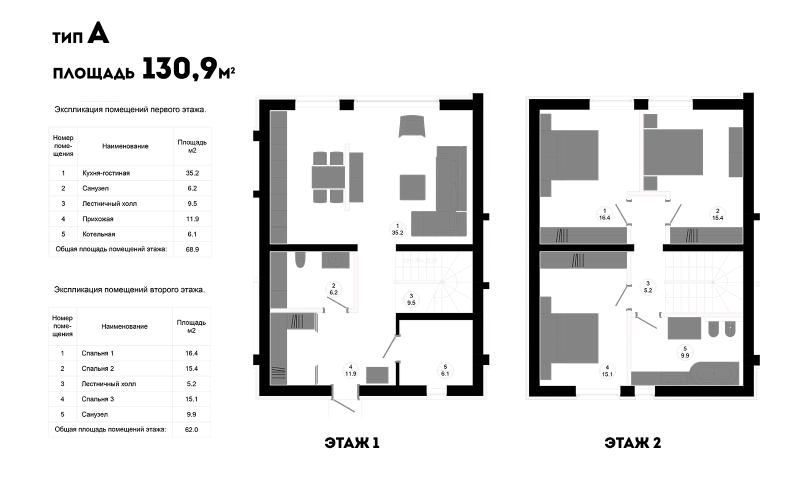 ТИП А
ПЛОЩАДЬ 130,9М²
Экспликация помещений первого этажа.
Номер поме- щения Наименование Площадь м2
1 Кухня-гостиная 35.2
2 Санузел 6.2
3 Лестничный холл 9.5
4 Прихожая 11.9
5 Котельная 6.1
Общая площадь помещений этажа: 68.9
Экспликация помещений второго этажа.
Номер поме- щения Наименование Площадь м2
1 Спальня 1 16.4
2 Спальня 2 15.4
3 Лестничный холл 5.2
4 Спальня 3 15.1
5 Санузел 9.9
Общая площадь помещений этажа: 62.0
1
35.2
2
6.2
3
9.5
4
11.9
5
6.1
ЭТАЖ 1
1
16.4
2
15.4
3
5.2
5
9.9
4
15.1
ЭТАЖ 2